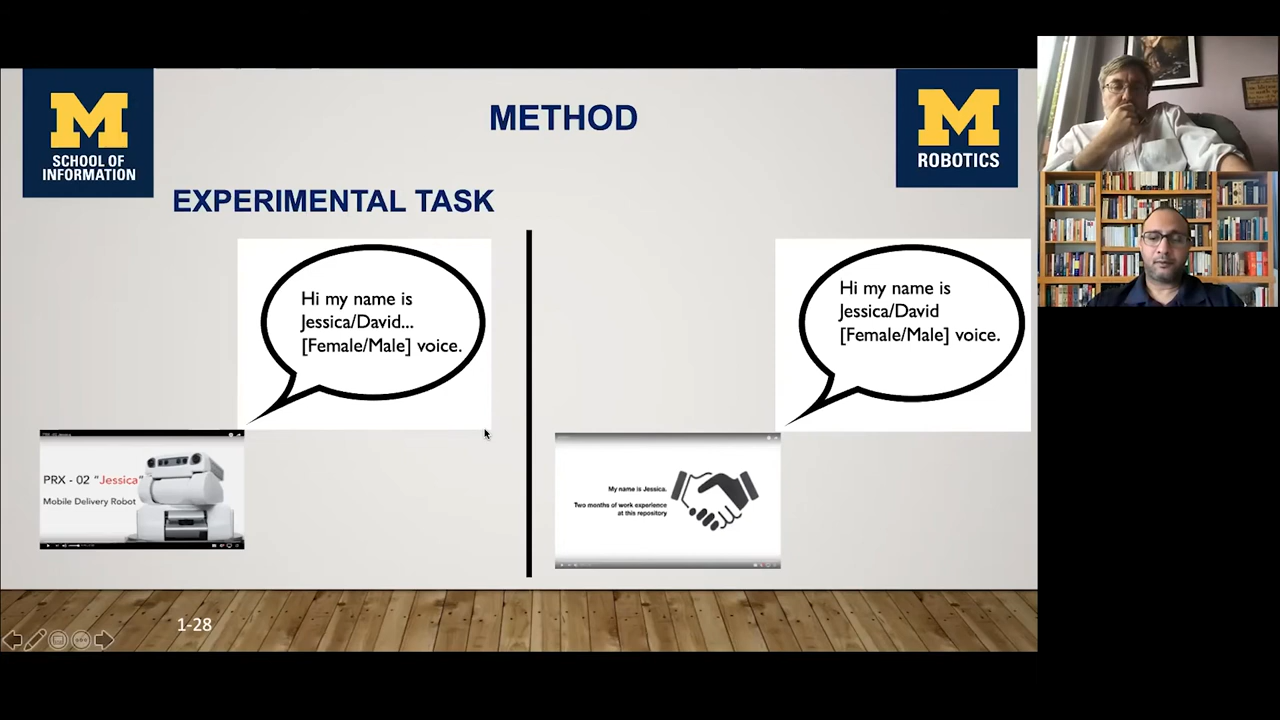 M
SCHOOL OF
INFORMATION
METHOD
M
ROBOTICS
EXPERIMENTAL TASK
Hi my name is
Jessica/David...
[Female/Male] voice.
Hi my name is
Jessica/David
[Female/Male] voice.
PRX - 02 "Jessica"
Mobile Delivery Robot
My name is Jessica.
Two months of work experience
at this repository
1-28